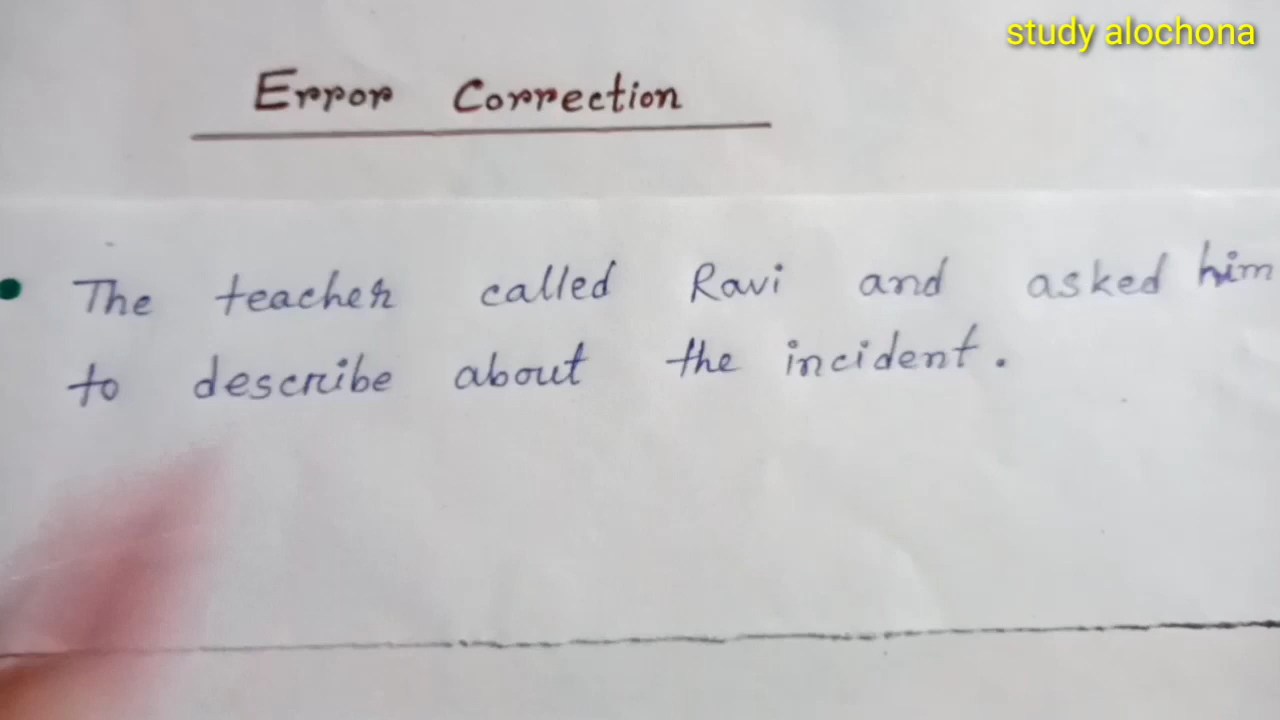 study alochona
Error Correction
The teacher called Ravi and asked him
to describe about the incident.